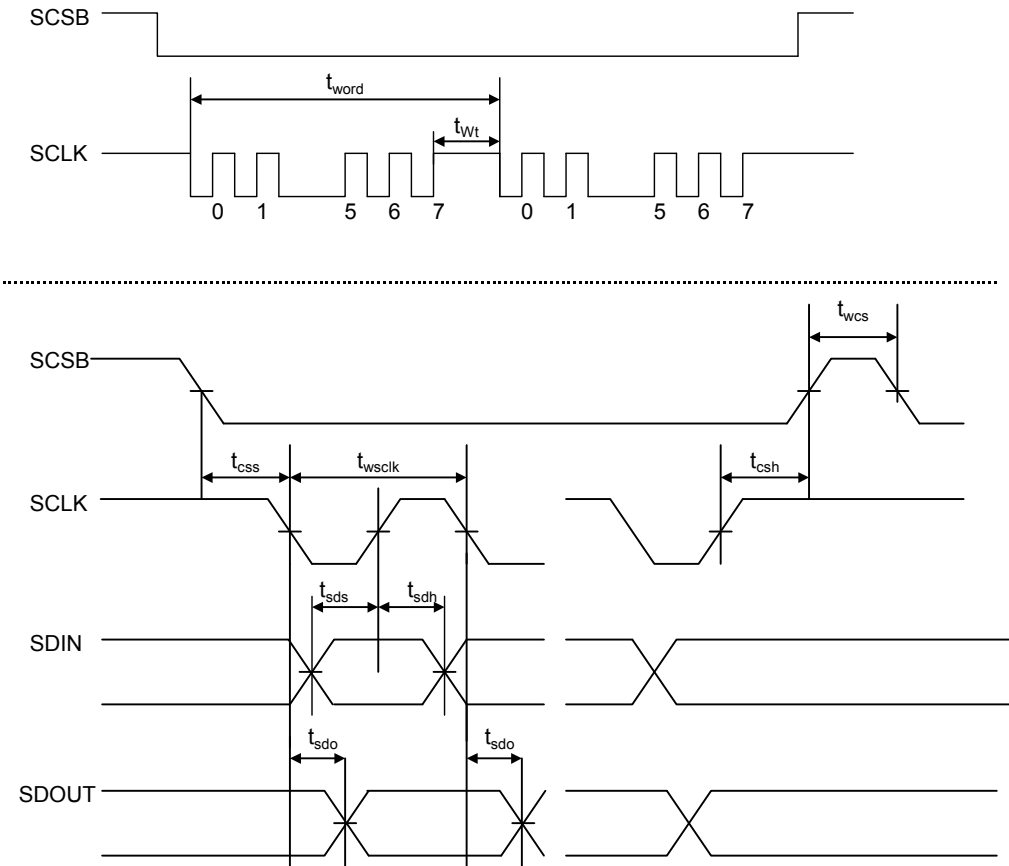 SCSB
t_word
t_Wt
SCLK
0 1 5 6 7 0 1 5 6 7
t_wcs
SCSB
t_css t_wsclk t_csh
SCLK
t_sds t_sdh
SDIN
t_sdo t_sdo
SDOUT